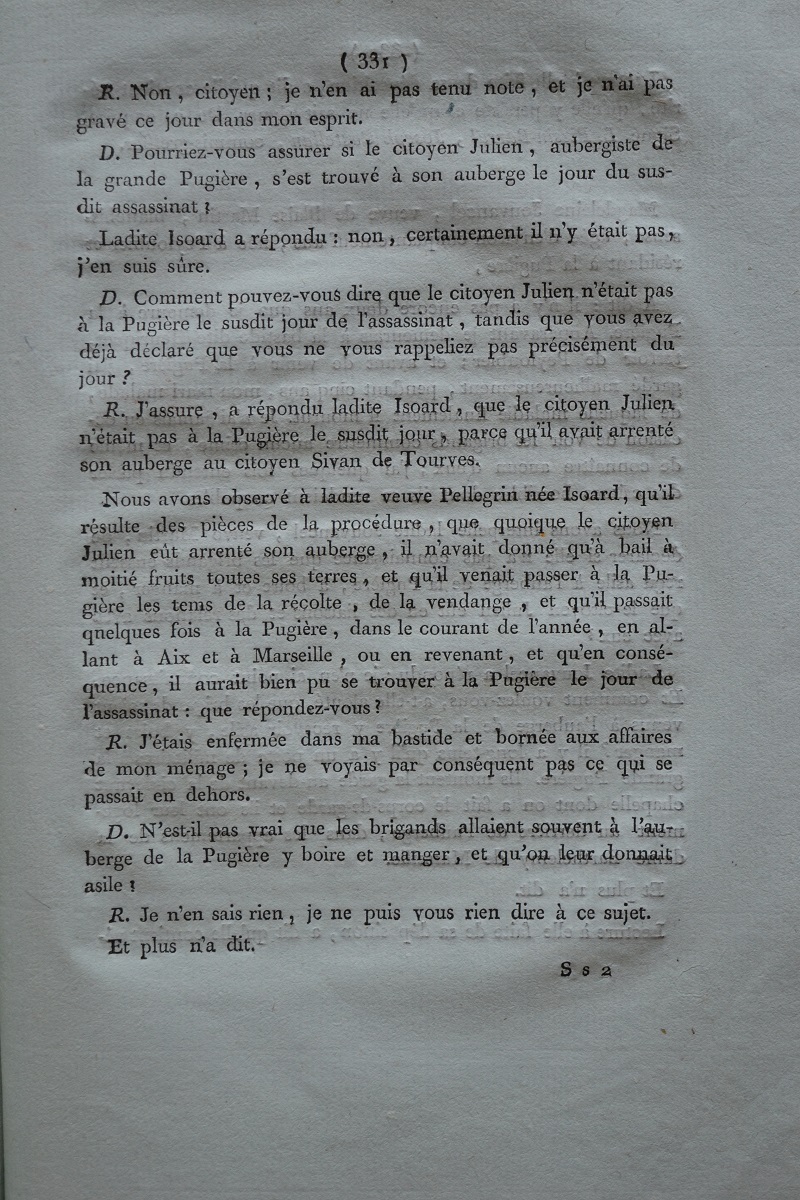 ( 331 )
R. Non , citoyen ; je n'en ai pas tenu note , et je n'ai pas
gravé ce jour dans mon esprit.
D. Pourriez-vous assurer si le citoyen Julien , aubergiste de
la grande Pugière , s'est trouvé à son auberge le jour du sus-
dit assassinat ?
Ladite Isoard a répondu : non , certainement il n'y était pas ,
j'en suis sûre.
D. Comment pouvez-vous dire que le citoyen Julien n'était pas
à la Pugière le susdit jour de l'assassinat , tandis que vous avez
déjà déclaré que vous ne vous rappeliez pas précisément du
jour ?
R. J'assure , a répondu ladite Isoard , que le citoyen Julien
n'était pas à la Pugière le susdit jour , parce qu'il avait arrenté
son auberge au citoyen Sivan de Tourves.
Nous avons observé à ladite veuve Pellegrin née Isoard , qu'il
résulte des pièces de la procédure , que quoique le citoyen
Julien eût arrenté son auberge , il n'avait donné qu'à bail à
moitié fruits toutes ses terres , et qu'il venait passer à la Pu-
gière les tems de la récolte , de la vendange , et qu'il passait
quelques fois à la Pugière , dans le courant de l'année , en al-
lant à Aix et à Marseille , ou en revenant , et qu'en consé-
quence , il aurait bien pu se trouver à la Pugière le jour de
l'assassinat : que répondez-vous ?
R. J'étais enfermée dans ma bastide et bornée aux affaires
de mon ménage ; je ne voyais par conséquent pas ce qui se
passait en dehors.
D. N'est-il pas vrai que les brigands allaient souvent à l'au-
berge de la Pugière y boire et manger , et qu'on leur donnait
asile ?
R. Je n'en sais rien , je ne puis vous rien dire à ce sujet.
Et plus n'a dit.
S s 2